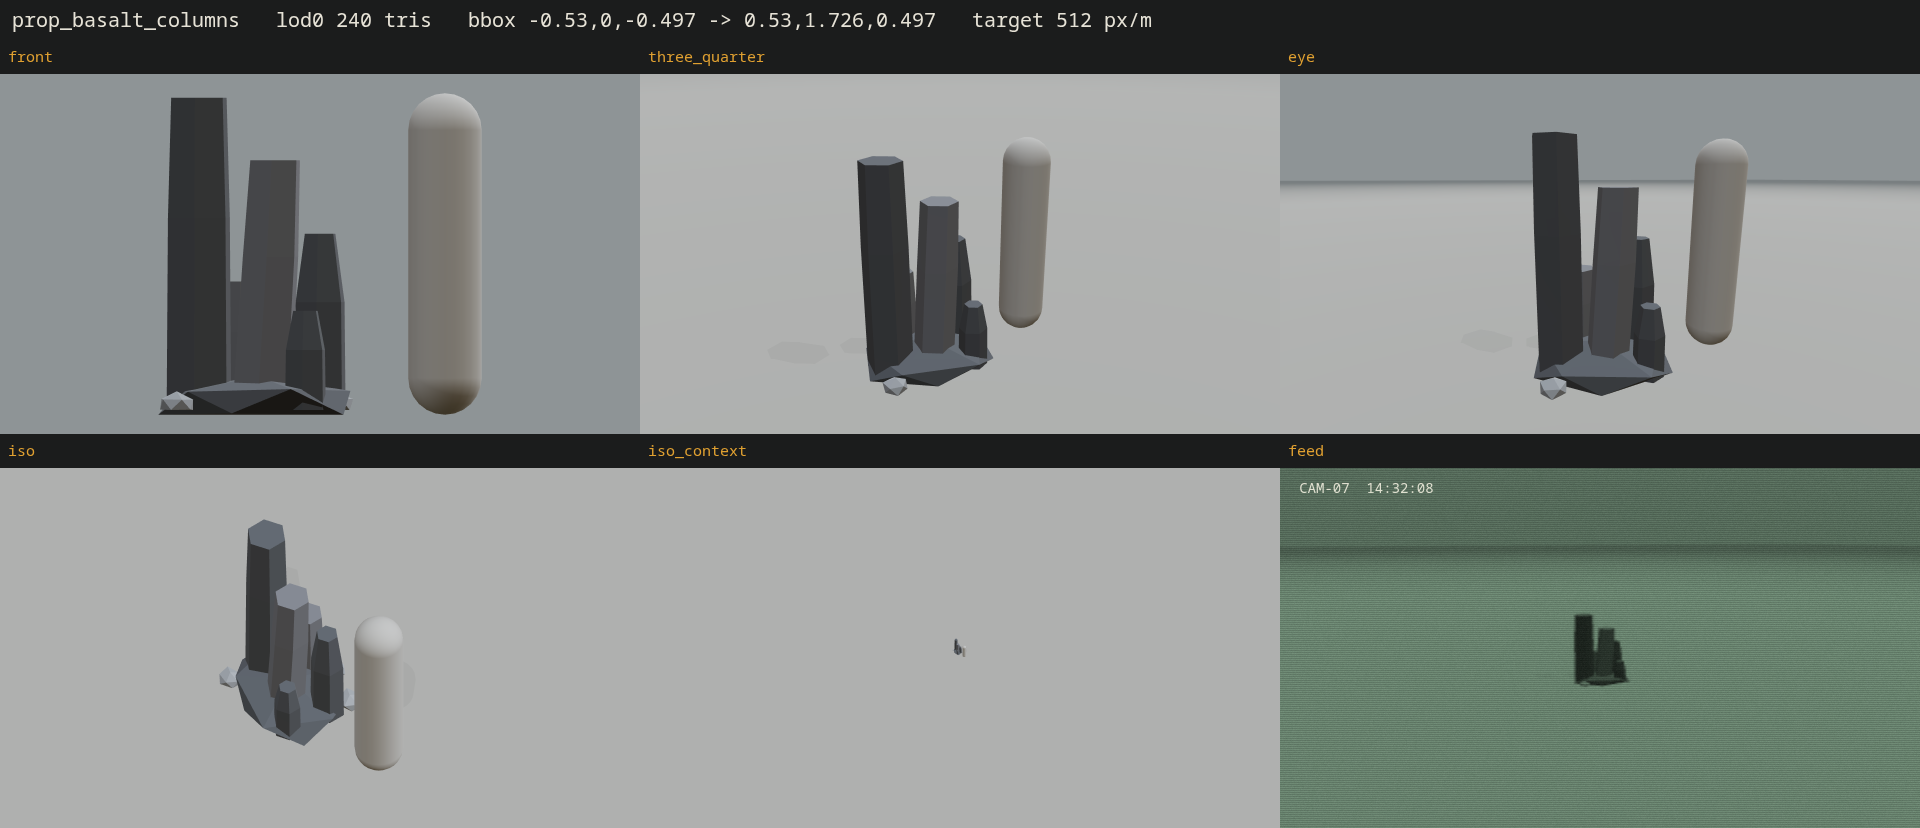 prop_basalt_columns lod0 240 tris bbox -0.53,0,-0.497 -> 0.53,1.726,0.497 target 512 px/m
front three_quarter eye
iso iso_context feed
CAM-07 14:32:08